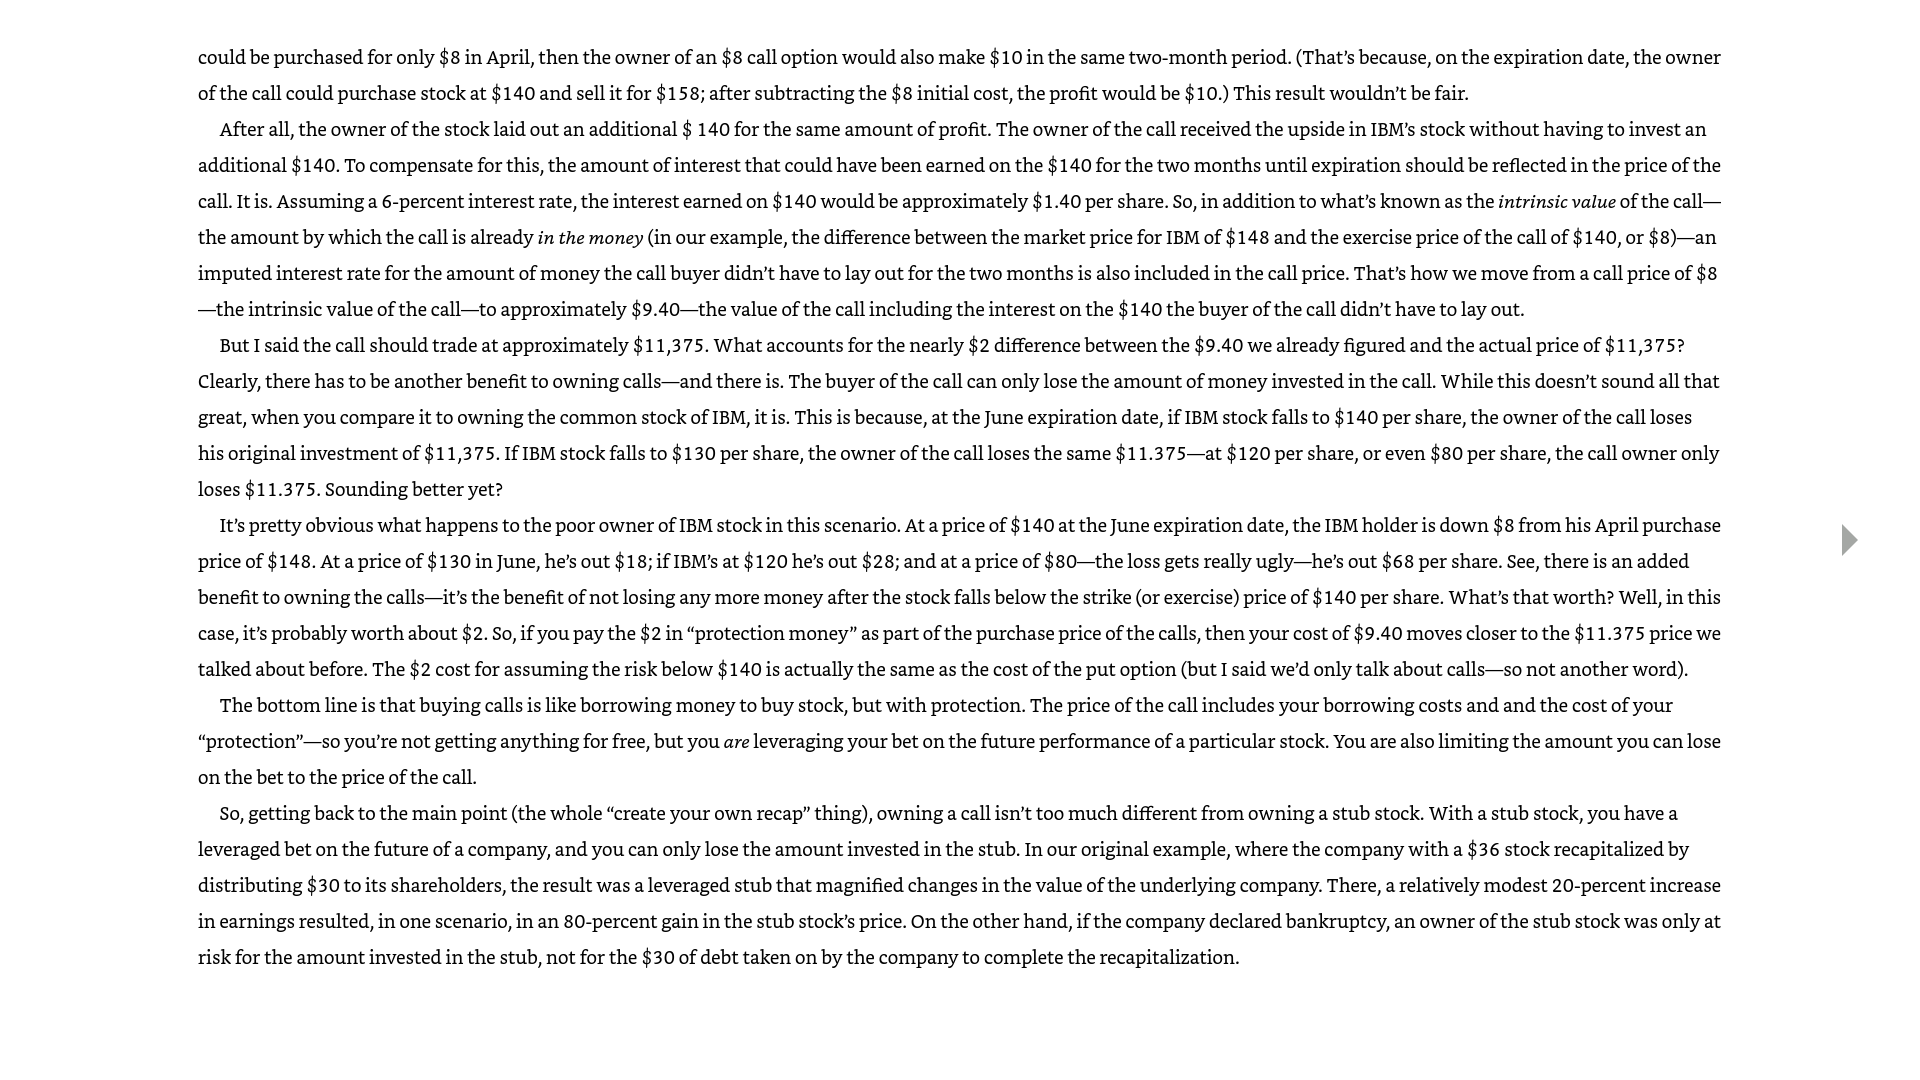 could be purchased for only $8 in April, then the owner of an $8 call option would also make $10 in the same two-month period. (That’s because, on the expiration date, the owner
of the call could purchase stock at $140 and sell it for $158; after subtracting the $8 initial cost, the profit would be $10.) This result wouldn’t be fair.
After all, the owner of the stock laid out an additional $ 140 for the same amount of profit. The owner of the call received the upside in IBM’s stock without having to invest an
additional $140. To compensate for this, the amount of interest that could have been earned on the $140 for the two months until expiration should be reflected in the price of the
call. It is. Assuming a 6-percent interest rate, the interest earned on $140 would be approximately $1.40 per share. So, in addition to what’s known as the intrinsic value of the call—
the amount by which the call is already in the money (in our example, the difference between the market price for IBM of $148 and the exercise price of the call of $140, or $8)—an
imputed interest rate for the amount of money the call buyer didn’t have to lay out for the two months is also included in the call price. That’s how we move from a call price of $8
—the intrinsic value of the call—to approximately $9.40—the value of the call including the interest on the $140 the buyer of the call didn’t have to lay out.
But I said the call should trade at approximately $11,375. What accounts for the nearly $2 difference between the $9.40 we already figured and the actual price of $11,375?
Clearly, there has to be another benefit to owning calls—and there is. The buyer of the call can only lose the amount of money invested in the call. While this doesn’t sound all that
great, when you compare it to owning the common stock of IBM, it is. This is because, at the June expiration date, if IBM stock falls to $140 per share, the owner of the call loses
his original investment of $11,375. If IBM stock falls to $130 per share, the owner of the call loses the same $11.375—at $120 per share, or even $80 per share, the call owner only
loses $11.375. Sounding better yet?
It’s pretty obvious what happens to the poor owner of IBM stock in this scenario. At a price of $140 at the June expiration date, the IBM holder is down $8 from his April purchase
price of $148. At a price of $130 in June, he’s out $18; if IBM’s at $120 he’s out $28; and at a price of $80—the loss gets really ugly—he’s out $68 per share. See, there is an added
benefit to owning the calls—it’s the benefit of not losing any more money after the stock falls below the strike (or exercise) price of $140 per share. What’s that worth? Well, in this
case, it’s probably worth about $2. So, if you pay the $2 in “protection money” as part of the purchase price of the calls, then your cost of $9.40 moves closer to the $11.375 price we
talked about before. The $2 cost for assuming the risk below $140 is actually the same as the cost of the put option (but I said we’d only talk about calls—so not another word).
The bottom line is that buying calls is like borrowing money to buy stock, but with protection. The price of the call includes your borrowing costs and and the cost of your
“protection”—so you’re not getting anything for free, but you are leveraging your bet on the future performance of a particular stock. You are also limiting the amount you can lose
on the bet to the price of the call.
So, getting back to the main point (the whole “create your own recap” thing), owning a call isn’t too much different from owning a stub stock. With a stub stock, you have a
leveraged bet on the future of a company, and you can only lose the amount invested in the stub. In our original example, where the company with a $36 stock recapitalized by
distributing $30 to its shareholders, the result was a leveraged stub that magnified changes in the value of the underlying company. There, a relatively modest 20-percent increase
in earnings resulted, in one scenario, in an 80-percent gain in the stub stock’s price. On the other hand, if the company declared bankruptcy, an owner of the stub stock was only at
risk for the amount invested in the stub, not for the $30 of debt taken on by the company to complete the recapitalization.